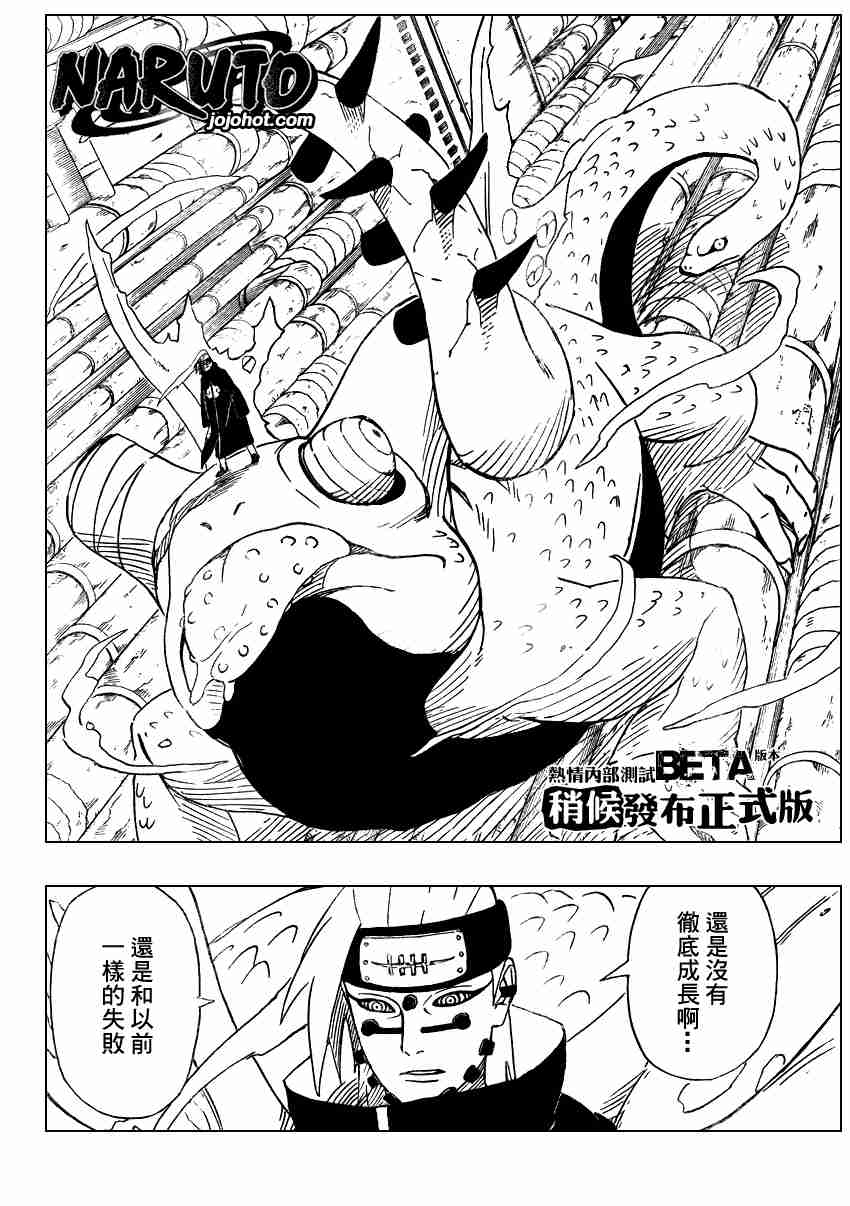 NARUTO
jojohot.com
熱情內部測試BETA版本
稍候發布正式版
還是沒有
徹底成長啊…
還是和以前
一樣的失敗